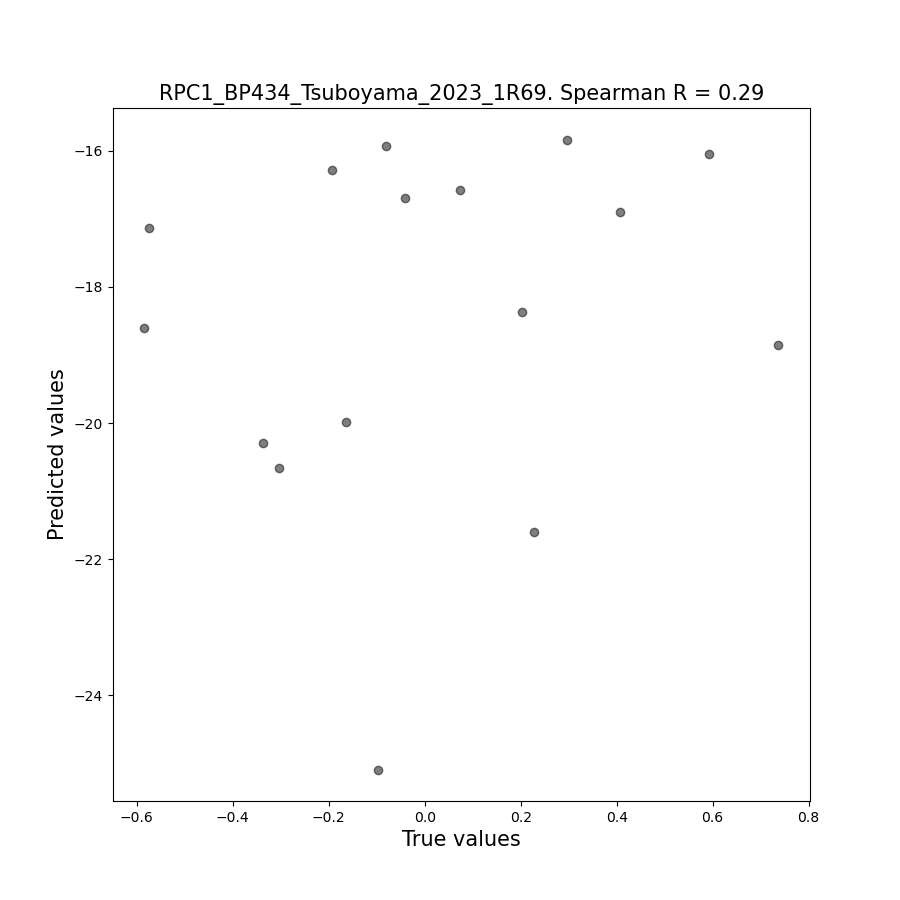 RPC1_BP434_Tsuboyama_2023_1R69. Spearman R = 0.29
−16
−18
−20
−22
−24
Predicted values
−0.6 −0.4 −0.2 0.0 0.2 0.4 0.6 0.8
True values